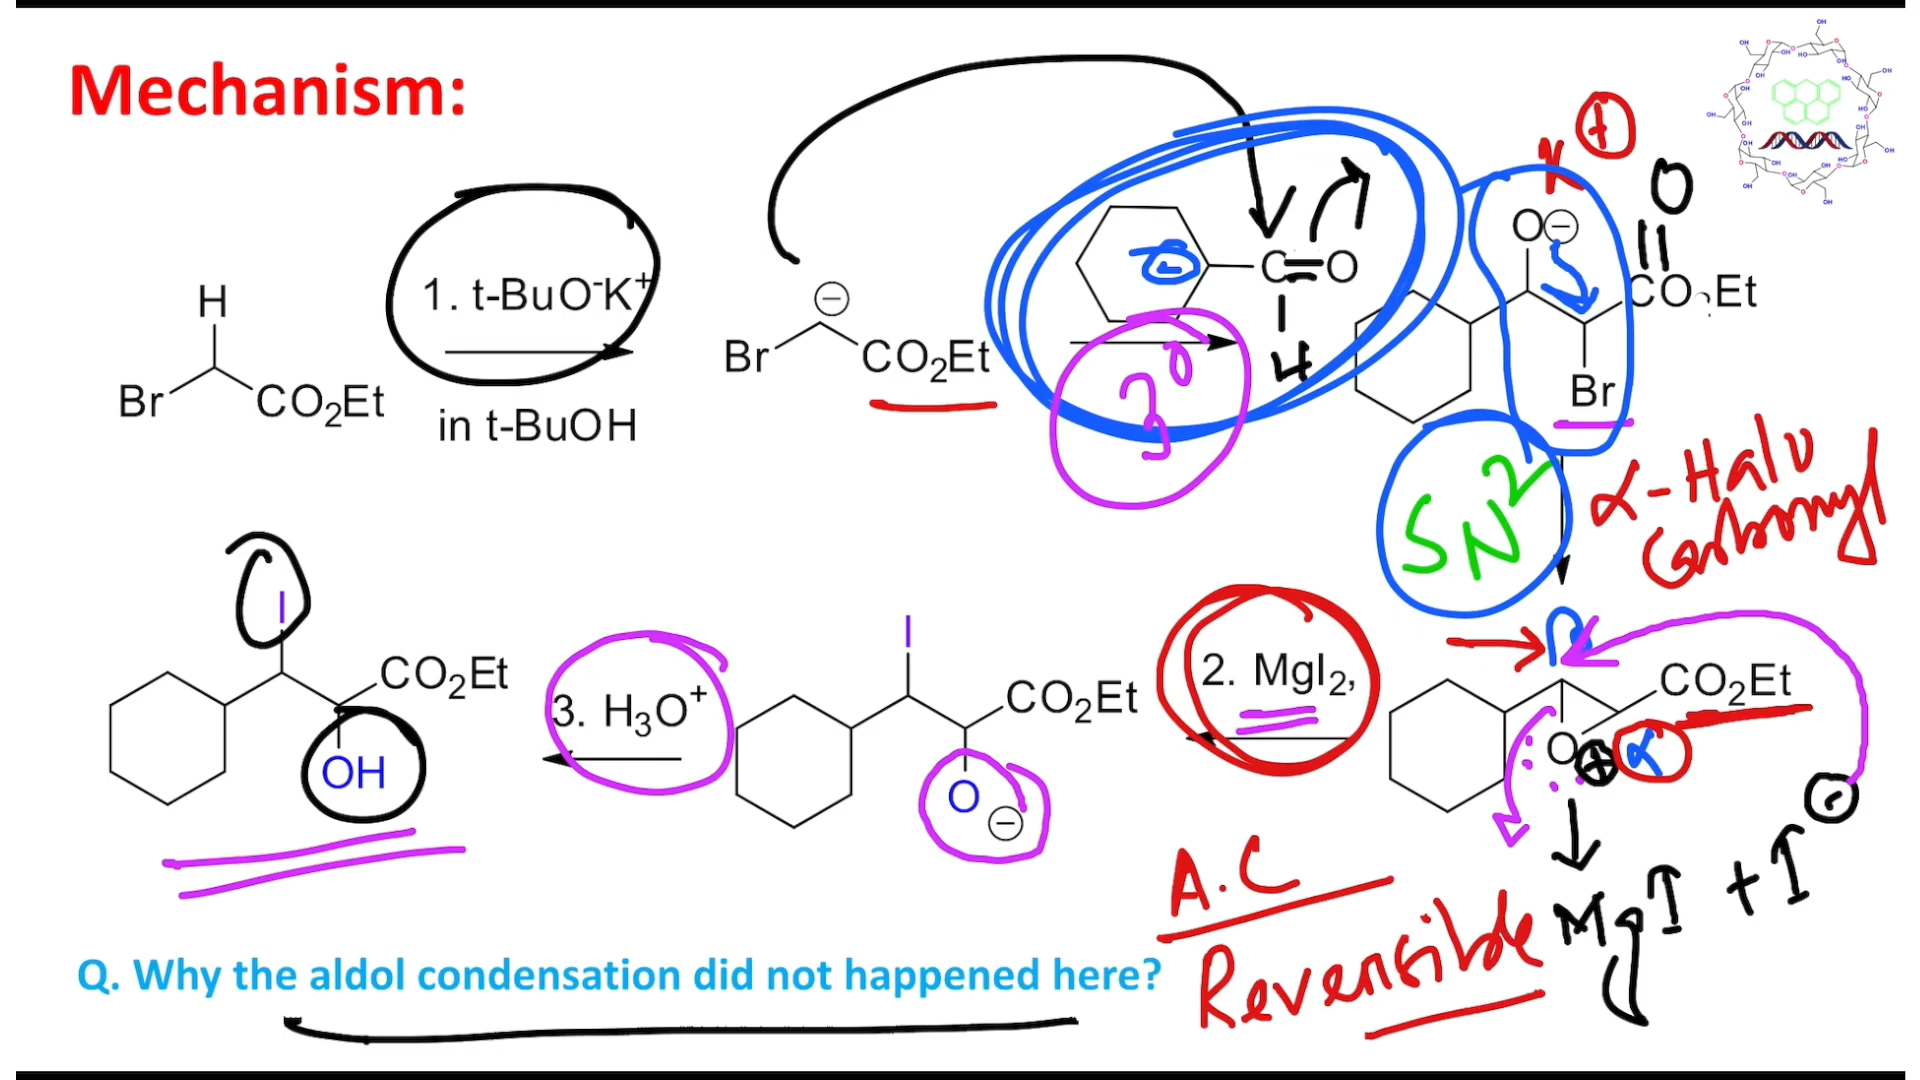 Mechanism:
H
Br
CO2Et
1. t-BuO-K+
in t-BuOH
⊖
Br
CO2Et
C=O
H
3°
K ⊕
O⊖
O
CO2Et
Br
SN2
α-Halo
Carbonyl
CO2Et
O
⊕
α
MgI + I⊖
2. MgI2,
I
CO2Et
O
⊖
3. H3O+
I
CO2Et
OH
A.C
Reversible
Q. Why the aldol condensation did not happened here?